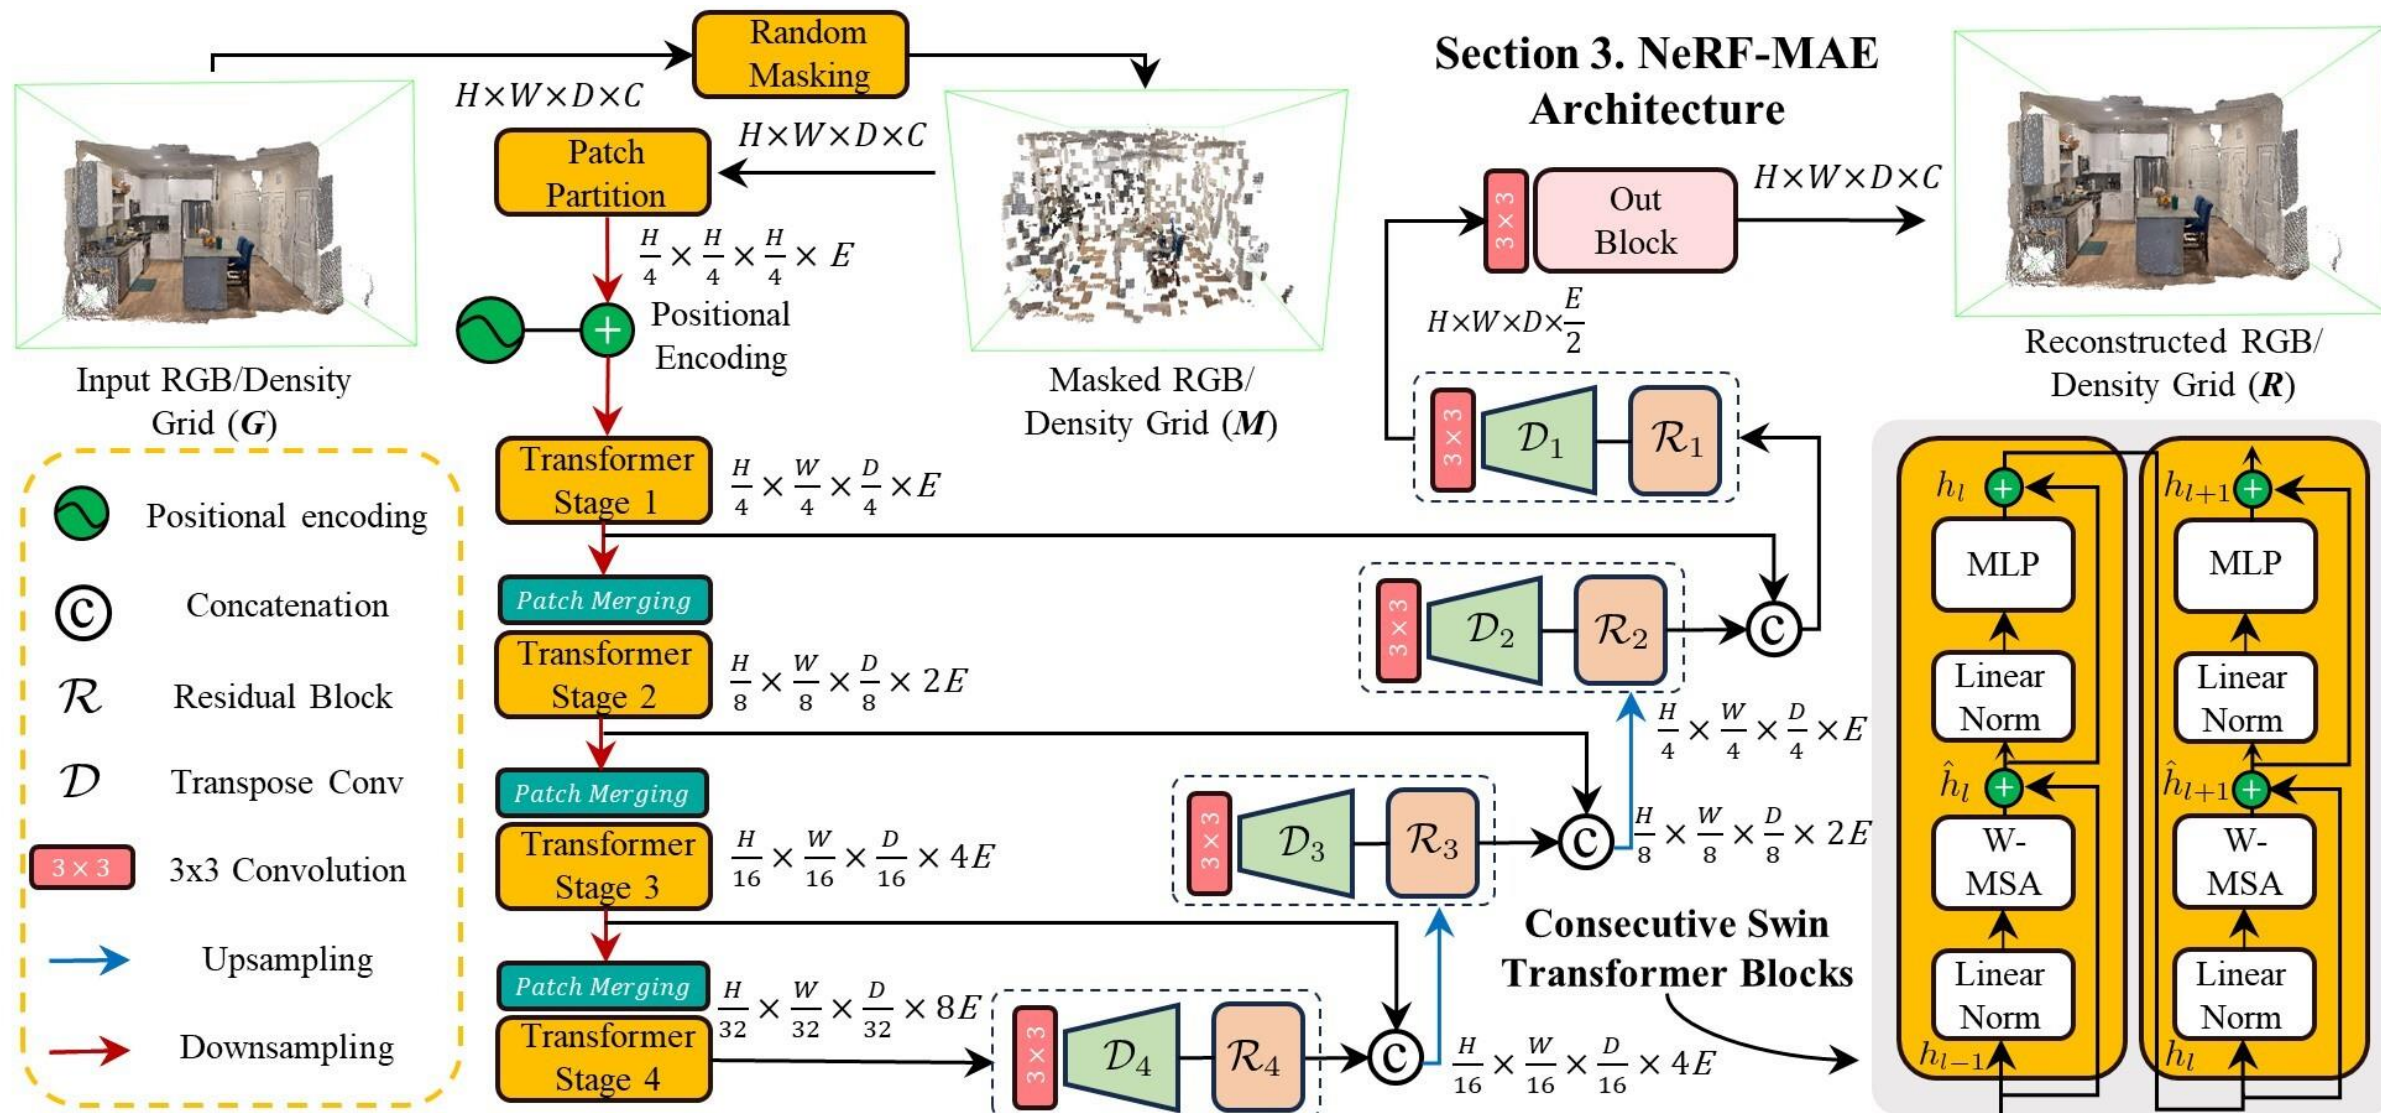 Section 3. NeRF-MAE
Architecture
Random
Masking
H×W×D×C
H×W×D×C
Patch
Partition
H/4 × H/4 × H/4 × E
+
Positional
Encoding
Input RGB/Density
Grid (G)
Masked RGB/
Density Grid (M)
3 × 3
Out
Block
H×W×D×C
H×W×D×E/2
Reconstructed RGB/
Density Grid (R)
Positional encoding
C
Concatenation
R
Residual Block
D
Transpose Conv
3 × 3
3x3 Convolution
Upsampling
Downsampling
Transformer
Stage 1
H/4 × W/4 × D/4 × E
Patch Merging
Transformer
Stage 2
H/8 × W/8 × D/8 × 2E
Patch Merging
Transformer
Stage 3
H/16 × W/16 × D/16 × 4E
Patch Merging
Transformer
Stage 4
H/32 × W/32 × D/32 × 8E
3 × 3
D1
R1
3 × 3
D2
R2
C
H/4 × W/4 × D/4 × E
3 × 3
D3
R3
C
H/8 × W/8 × D/8 × 2E
3 × 3
D4
R4
C
H/16 × W/16 × D/16 × 4E
Consecutive Swin
Transformer Blocks
h_l
+
MLP
Linear
Norm
ĥ_l
+
W-
MSA
Linear
Norm
h_{l−1}
h_{l+1}
+
MLP
Linear
Norm
ĥ_{l+1}
+
W-
MSA
Linear
Norm
h_l